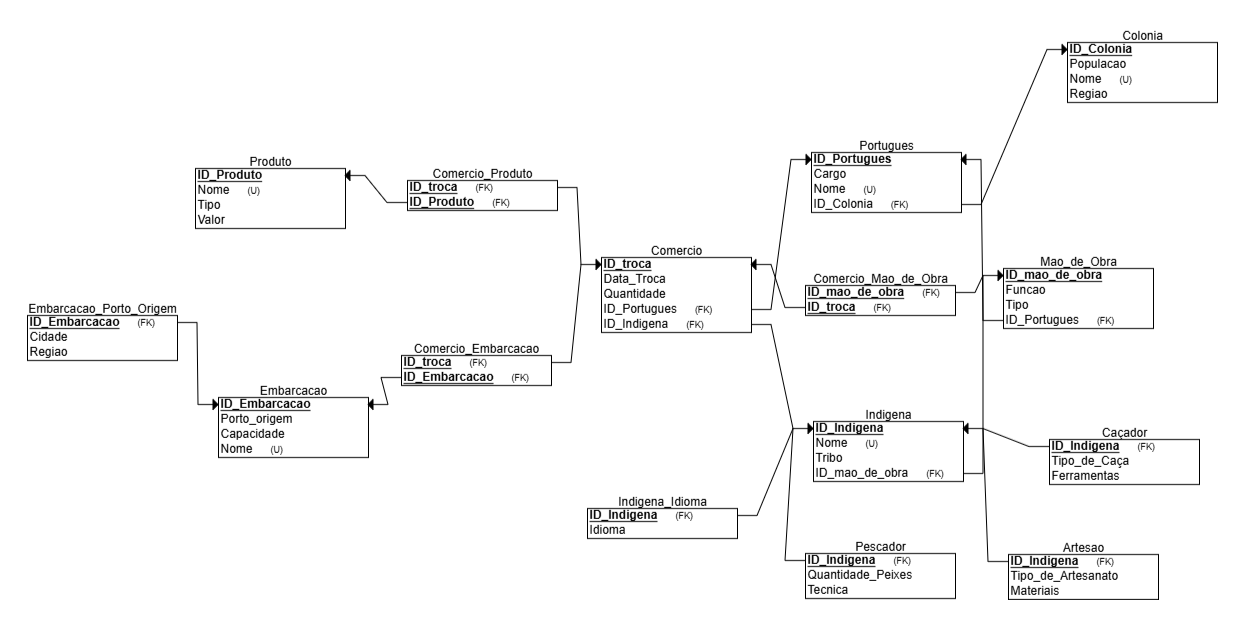 Colonia
ID_Colonia
Populacao
Nome (U)
Regiao
Portugues
ID_Portugues
Cargo
Nome (U)
ID_Colonia (FK)
Produto
ID_Produto
Nome (U)
Tipo
Valor
Comercio_Produto
ID_troca (FK)
ID_Produto (FK)
Comercio
ID_troca
Data_Troca
Quantidade
ID_Portugues (FK)
ID_Indigena (FK)
Comercio_Mao_de_Obra
ID_mao_de_obra (FK)
ID_troca (FK)
Mao_de_Obra
ID_mao_de_obra
Funcao
Tipo
ID_Portugues (FK)
Embarcacao_Porto_Origem
ID_Embarcacao (FK)
Cidade
Regiao
Comercio_Embarcacao
ID_troca (FK)
ID_Embarcacao (FK)
Embarcacao
ID_Embarcacao
Porto_origem
Capacidade
Nome (U)
Indigena
ID_Indigena
Nome (U)
Tribo
ID_mao_de_obra (FK)
Caçador
ID_Indigena (FK)
Tipo_de_Caça
Ferramentas
Indigena_Idioma
ID_Indigena (FK)
Idioma
Pescador
ID_Indigena (FK)
Quantidade_Peixes
Tecnica
Artesao
ID_Indigena (FK)
Tipo_de_Artesanato
Materiais